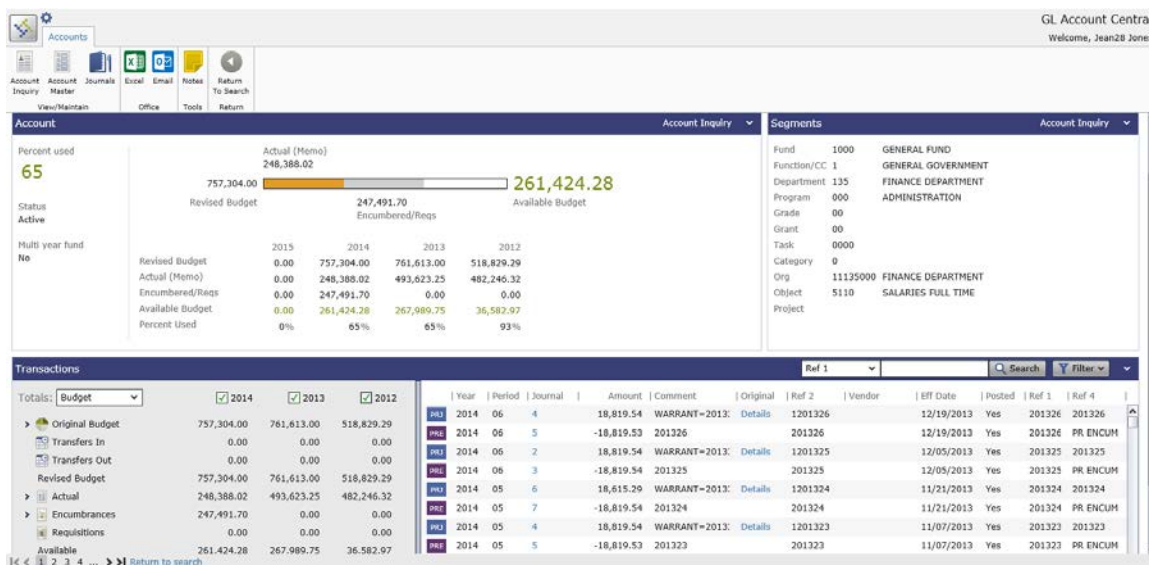 GL Account Centra
Accounts
Welcome, Jean28 Jone
Account Inquiry
Account Master
Journals
Excel
Email
Notes
Return To Search
View/Maintain
Office
Tools
Return
Account
Account Inquiry
Percent used
65
Status
Active
Multi year fund
No
Actual (Memo)
248,388.02
757,304.00
261,424.28
Revised Budget
247,491.70
Available Budget
Encumbered/Reqs
2015 2014 2013 2012
Revised Budget 0.00 757,304.00 761,613.00 518,829.29
Actual (Memo) 0.00 248,388.02 493,623.25 482,246.32
Encumbered/Reqs 0.00 247,491.70 0.00 0.00
Available Budget 0.00 261,424.28 267,989.75 36,582.97
Percent Used 0% 65% 65% 93%
Segments
Account Inquiry
Fund 1000 GENERAL FUND
Function/CC 1 GENERAL GOVERNMENT
Department 135 FINANCE DEPARTMENT
Program 000 ADMINISTRATION
Grade 00
Grant 00
Task 0000
Category 0
Org 11135000 FINANCE DEPARTMENT
Object 5110 SALARIES FULL TIME
Project
Transactions
Ref 1
Search
Filter
Totals: Budget 2014 2013 2012
Original Budget 757,304.00 761,613.00 518,829.29
Transfers In 0.00 0.00 0.00
Transfers Out 0.00 0.00 0.00
Revised Budget 757,304.00 761,613.00 518,829.29
Actual 248,388.02 493,623.25 482,246.32
Encumbrances 247,491.70 0.00 0.00
Requisitions 0.00 0.00 0.00
Available 261,424.28 267,989.75 36,582.97
Year Period Journal Amount Comment Original Ref 2 Vendor Eff Date Posted Ref 1 Ref 4
PRJ 2014 06 4 18,819.54 WARRANT=2013: Details 1201326 12/19/2013 Yes 201326 201326
PRE 2014 06 5 -18,819.53 201326 201326 12/19/2013 Yes 201326 PR ENCUM
PRJ 2014 06 2 18,819.54 WARRANT=2013: Details 1201325 12/05/2013 Yes 201325 201325
PRE 2014 06 3 -18,819.54 201325 201325 12/05/2013 Yes 201325 PR ENCUM
PRJ 2014 05 6 18,615.29 WARRANT=2013: Details 1201324 11/21/2013 Yes 201324 201324
PRE 2014 05 7 -18,819.54 201324 201324 11/21/2013 Yes 201324 PR ENCUM
PRJ 2014 05 4 18,819.54 WARRANT=2013: Details 1201323 11/07/2013 Yes 201323 201323
PRE 2014 05 5 -18,819.53 201323 201323 11/07/2013 Yes 201323 PR ENCUM
1 2 3 4 ... Return to search